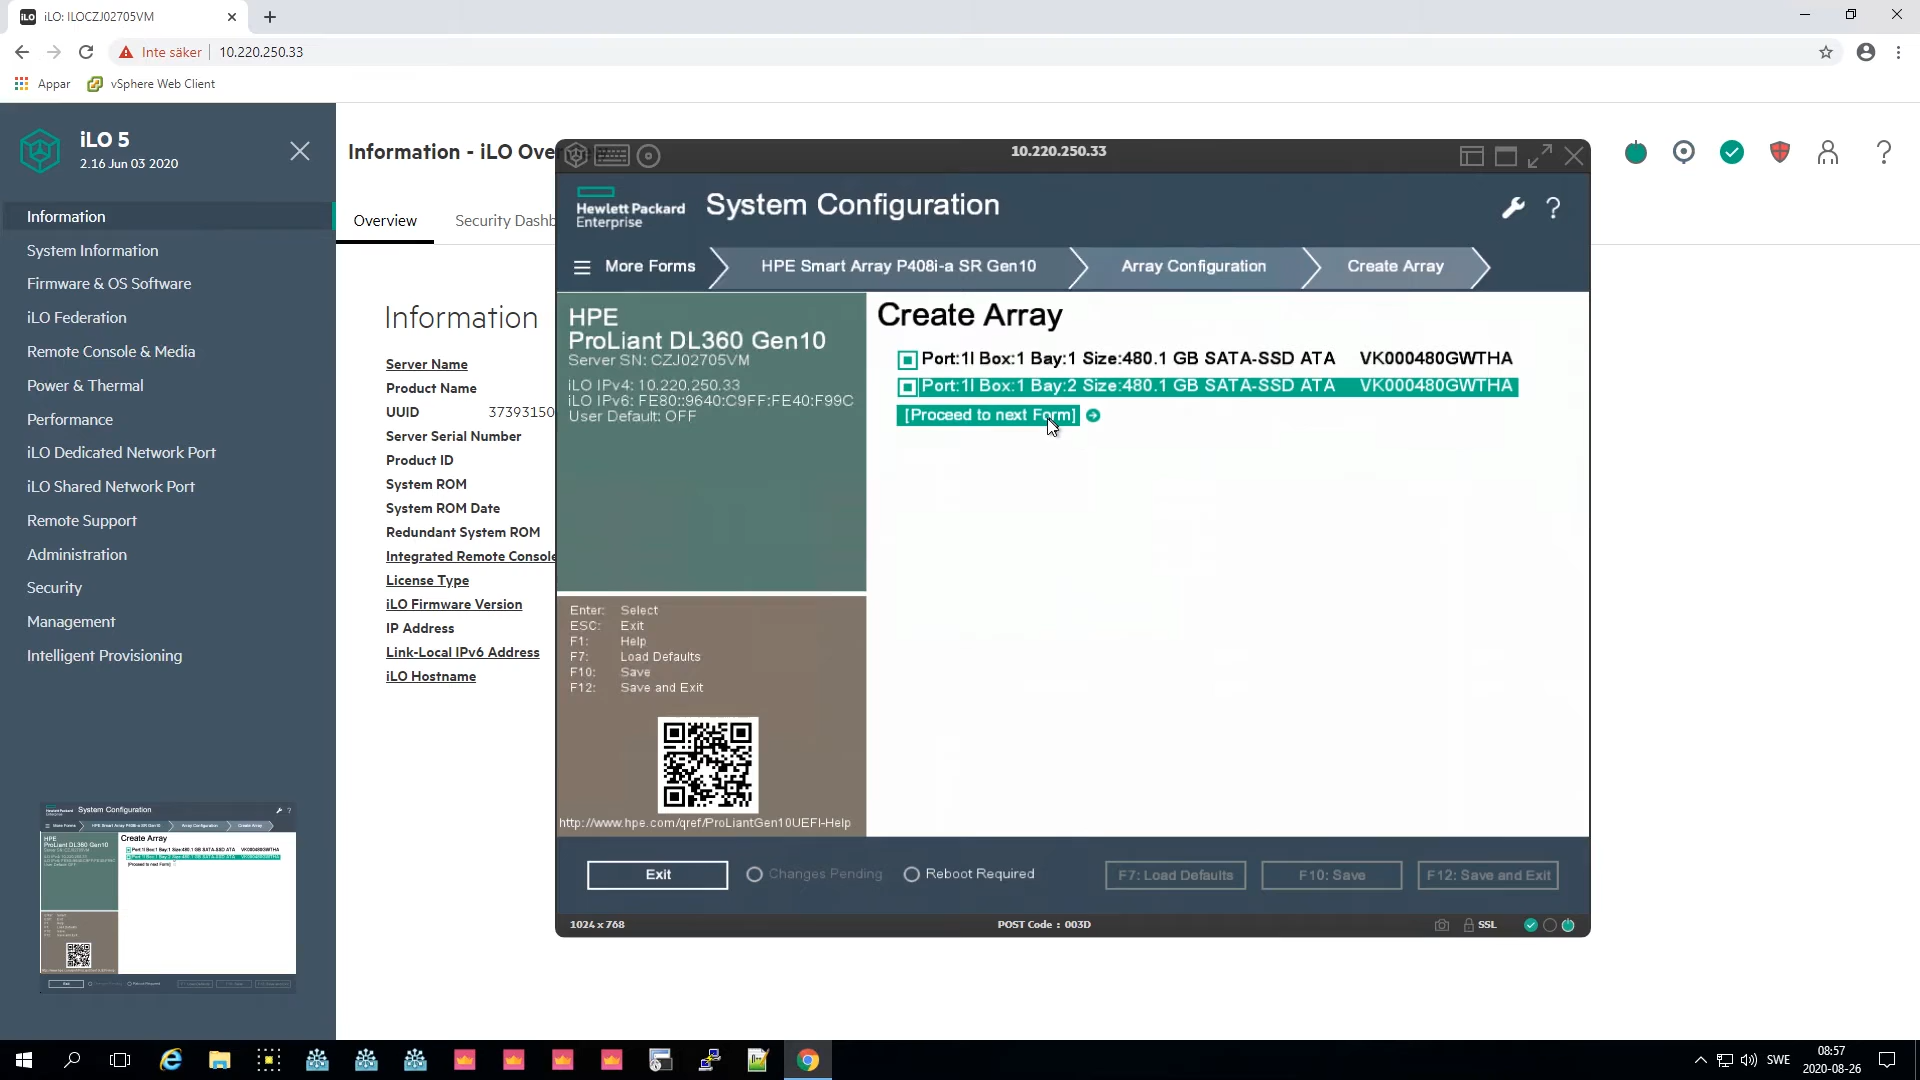 iLO: ILOCZJ02705VM
Inte säker
10.220.250.33
Appar
vSphere Web Client
iLO 5
2.16 Jun 03 2020
Information
System Information
Firmware & OS Software
iLO Federation
Remote Console & Media
Power & Thermal
Performance
iLO Dedicated Network Port
iLO Shared Network Port
Remote Support
Administration
Security
Management
Intelligent Provisioning
Information - iLO Over
Overview
Security Dashb
Information
Server Name
Product Name
UUID 37393150
Server Serial Number
Product ID
System ROM
System ROM Date
Redundant System ROM
Integrated Remote Console
License Type
iLO Firmware Version
IP Address
Link-Local IPv6 Address
iLO Hostname
10.220.250.33
Hewlett Packard
Enterprise
System Configuration
?
More Forms
HPE Smart Array P408i-a SR Gen10
Array Configuration
Create Array
HPE
ProLiant DL360 Gen10
Server SN: CZJ02705VM
iLO IPv4: 10.220.250.33
iLO IPv6: FE80::9640:C9FF:FE40:F99C
User Default: OFF
Enter: Select
ESC: Exit
F1: Help
F7: Load Defaults
F10: Save
F12: Save and Exit
http://www.hpe.com/qref/ProLiantGen10UEFI-Help
Create Array
Port:1I Box:1 Bay:1 Size:480.1 GB SATA-SSD ATA VK000480GWTHA
Port:1I Box:1 Bay:2 Size:480.1 GB SATA-SSD ATA VK000480GWTHA
[Proceed to next Form]
Exit
Changes Pending
Reboot Required
F7: Load Defaults
F10: Save
F12: Save and Exit
1024 x 768
POST Code : 003D
SSL
?
System Configuration
Create Array
HPE
ProLiant DL360 Gen10
SWE
08:57
2020-08-26